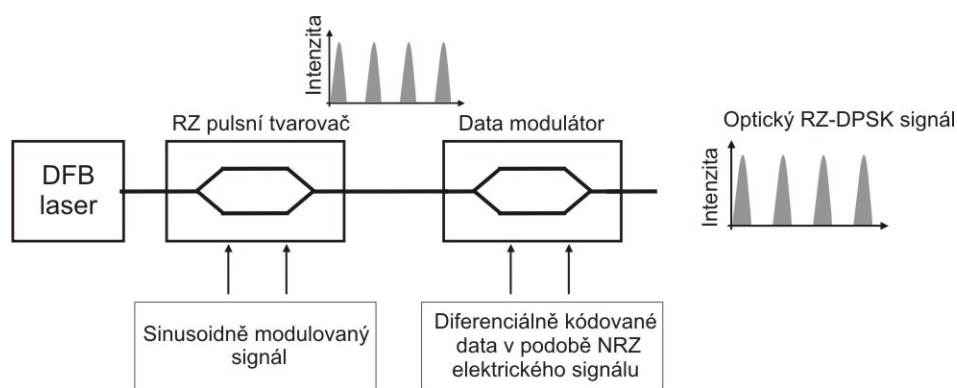 Intenzita
RZ pulsní tvarovač
Data modulátor
Optický RZ-DPSK signál
DFB
laser
Intenzita
Sinusoidně modulovaný
signál
Diferenciálně kódované
data v podobě NRZ
elektrického signálu